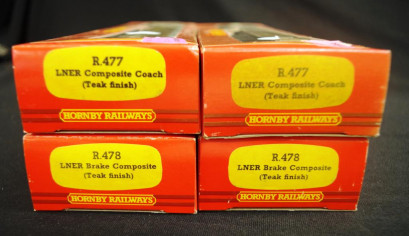 R.477
LNER Composite Coach
(Teak finish)
HORNBY RAILWAYS
R.477
LNER Composite Coach
(Teak finish)
HORNBY RAILWAYS
R.478
LNER Brake Composite
(Teak finish)
HORNBY RAILWAYS
R.478
LNER Brake Composite
(Teak finish)
HORNBY RAILWAYS